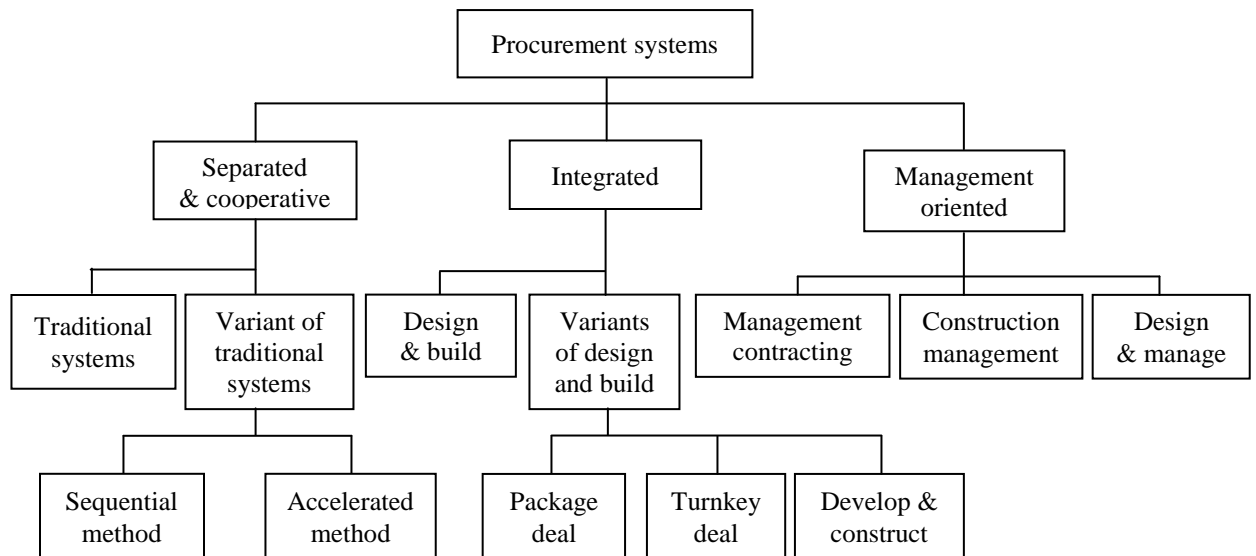 Procurement systems
Separated
& cooperative
Integrated
Management
oriented
Traditional
systems
Variant of
traditional
systems
Design
& build
Variants
of design
and build
Management
contracting
Construction
management
Design
& manage
Sequential
method
Accelerated
method
Package
deal
Turnkey
deal
Develop &
construct